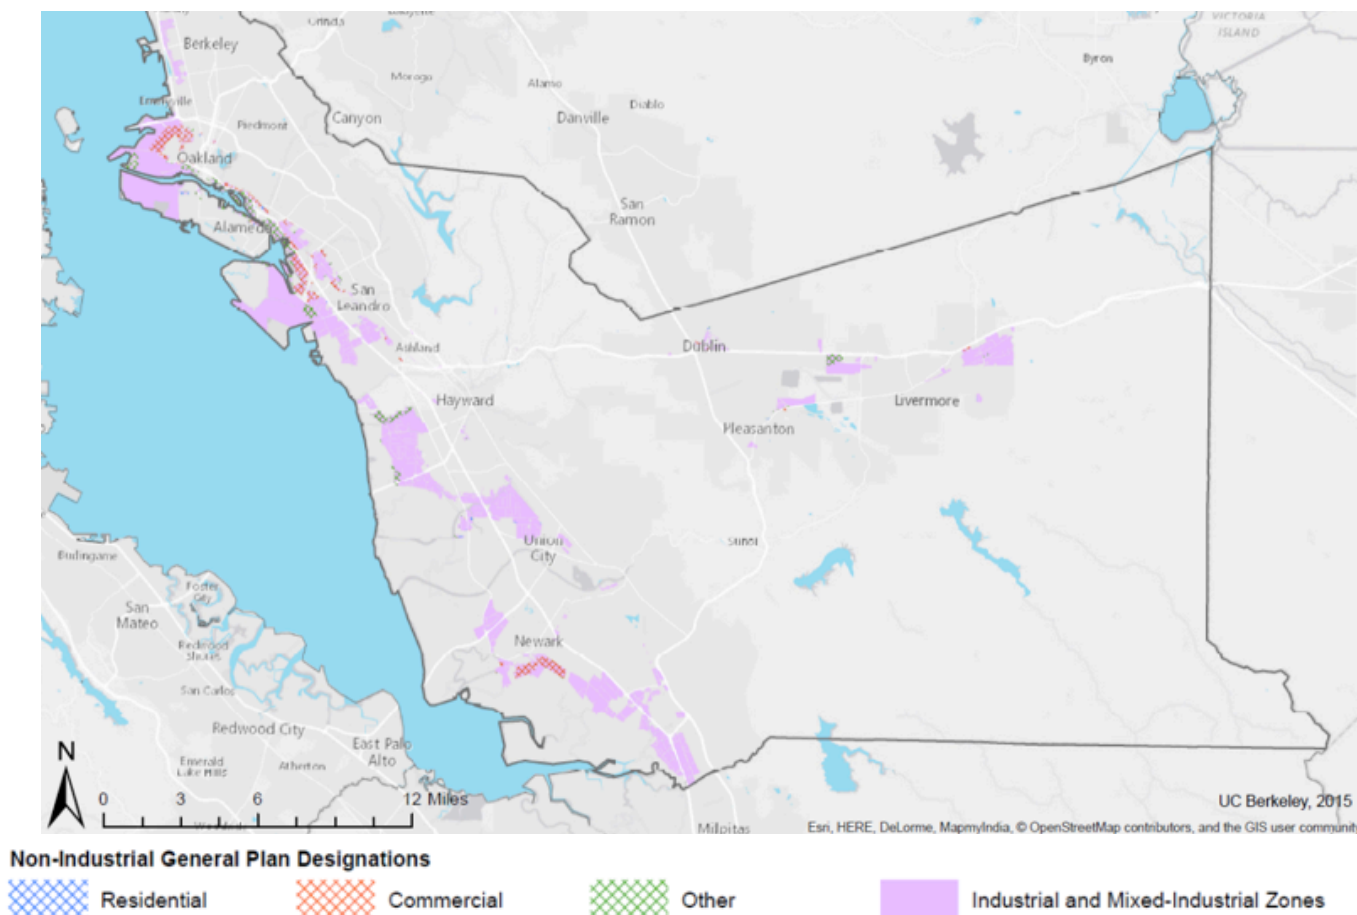 VICTORIA
ISLAND
Orinda
Berkeley
Byron
Moraga
Alamo
Emeryville
Diablo
Piedmont
Canyon
Danville
Oakland
San
Ramon
Alameda
San
Leandro
Ashland
Dublin
Hayward
Livermore
Pleasanton
Union
City
Sunol
Burlingame
Foster
City
San
Mateo
Newark
Redwood
Shores
San Carlos
Redwood City
East Palo
Alto
Emerald
Lake Hills
Atherton
N
0 3 6 12 Miles
UC Berkeley, 2015
Milpitas
Esri, HERE, DeLorme, MapmyIndia, © OpenStreetMap contributors, and the GIS user community
Non-Industrial General Plan Designations
Residential Commercial Other Industrial and Mixed-Industrial Zones